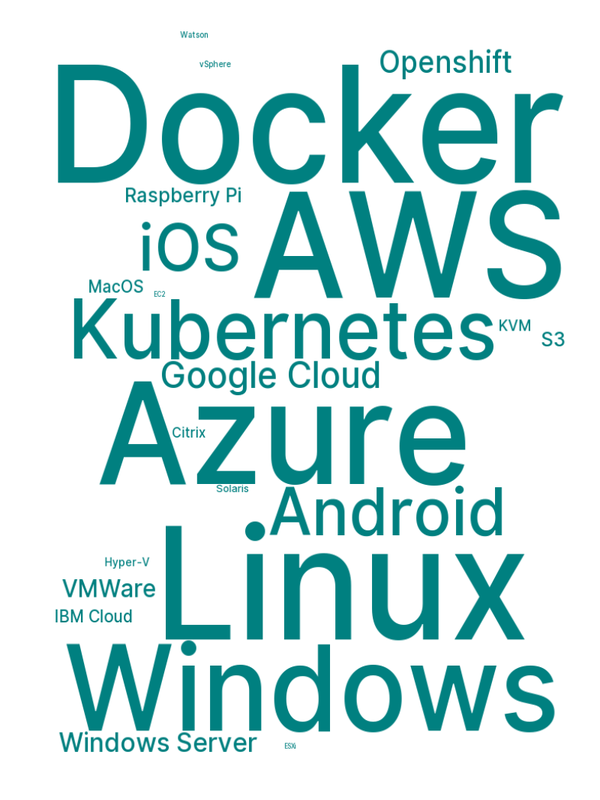 Watson
Openshift
vSphere
Docker
Raspberry Pi
AWS
iOS
MacOS
EC2
Kubernetes
KVM
S3
Google Cloud
Azure
Citrix
Solaris
Android
Linux
Hyper-V
VMWare
IBM Cloud
Windows
Windows Server
ESXi